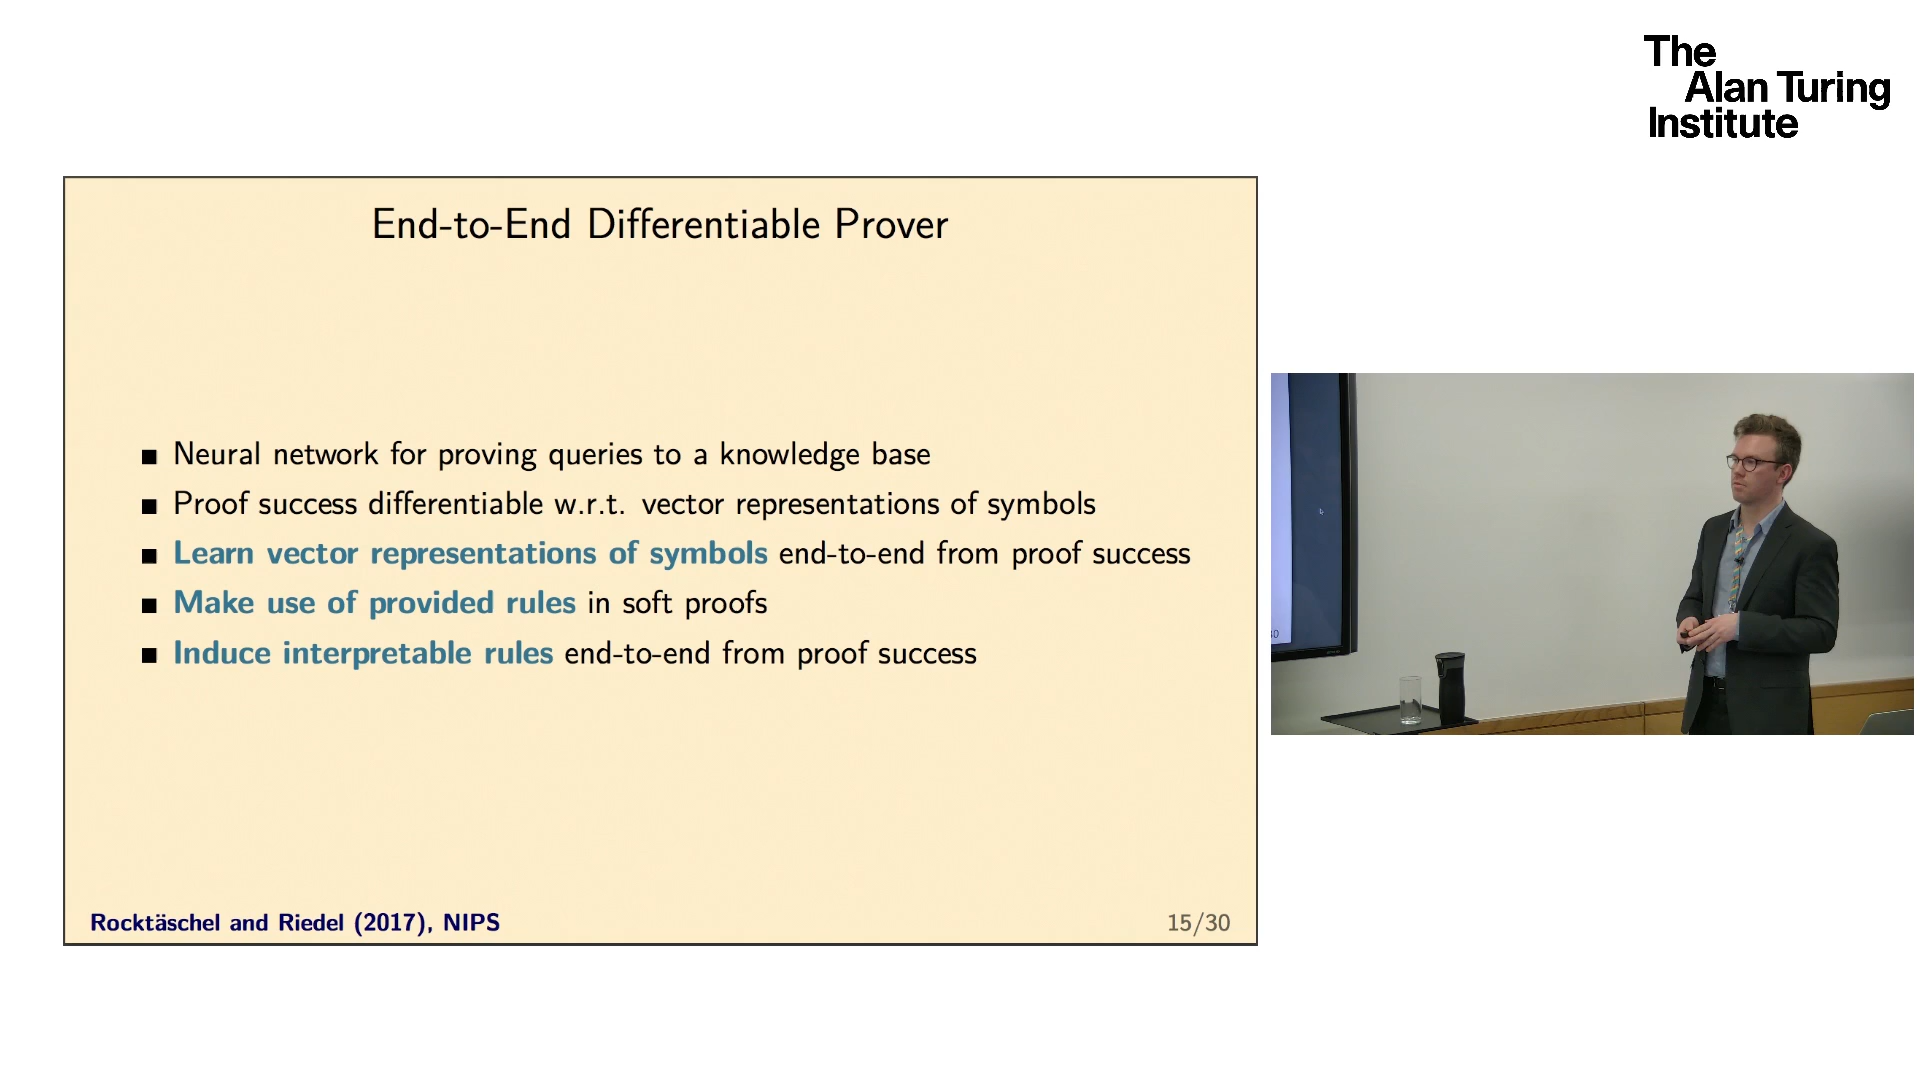 The
Alan Turing
Institute
End-to-End Differentiable Prover
■ Neural network for proving queries to a knowledge base
■ Proof success differentiable w.r.t. vector representations of symbols
■ Learn vector representations of symbols end-to-end from proof success
■ Make use of provided rules in soft proofs
■ Induce interpretable rules end-to-end from proof success
Rocktäschel and Riedel (2017), NIPS
15/30